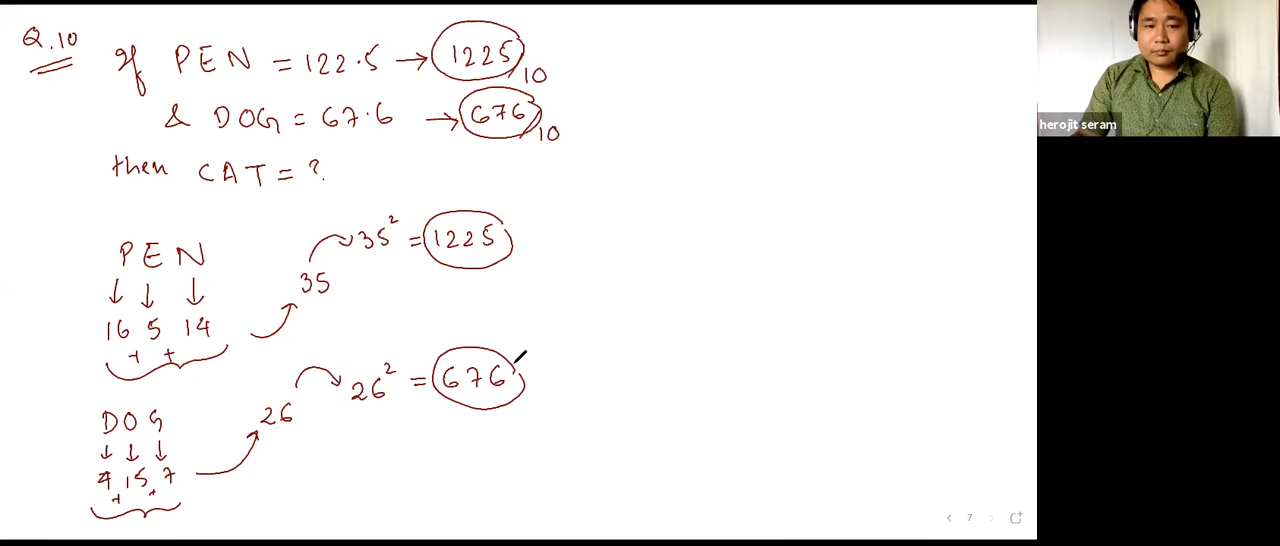 Q.10
If PEN = 122.5 → 1225/10
& DOG = 67.6 → 676/10
then CAT = ?
PEN
↓ ↓ ↓
16 5 14
+ +
35
35² = 1225
DOG
↓ ↓ ↓
4 15 7
+ +
26
26² = 676
herojit seram
< 7 >